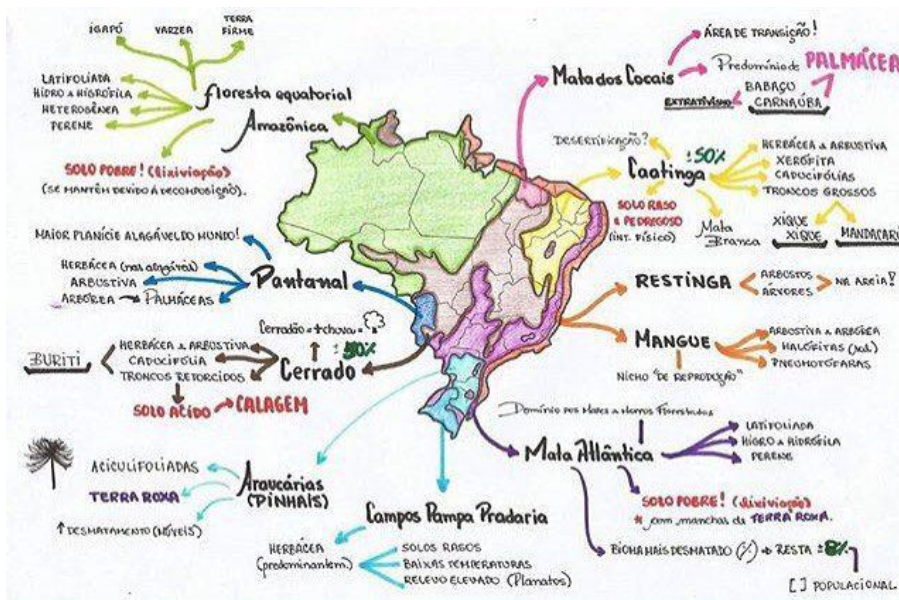 IGAPÓ
VARZEA
TERRA
FIRME
LATIFOLIADA
HIDRO & HIGRÓFILA
HETEROGÊNEA
PERENE
Floresta equatorial
Amazônica
SOLO POBRE! (lixiviação)
(SE MANTÊM DEVIDO À DECOMPOSIÇÃO).
MAIOR PLANÍCIE ALAGÁVEL DO MUNDO!
Pantanal
HERBÁCEA
ARBUSTIVA
ARBÓREA → PALMÁCEAS
Cerradão = + chuva =
± 50%
Cerrado
BURITI
HERBÁCEA & ARBUSTIVA
CADUCIFÓLIA
TRONCOS RETORCIDOS
SOLO ÁCIDO → CALAGEM
Araucárias
(PINHAIS)
ACICULIFOLIADAS
TERRA ROXA
↑ DESMATAMENTO (MÓVEIS)
Campos Pampa Pradaria
HERBÁCEA
(predominantem.)
SOLOS RASOS
BAIXAS TEMPERATURAS
RELEVO ELEVADO (Planaltos)
Mata dos Cocais
ÁREA DE TRANSIÇÃO!
Predomínio de PALMÁCEA
BABAÇU
CARNAÚBA
EXTRATIVISMO
DESERTIFICAÇÃO?
± 50%
Caatinga
HERBÁCEA & ARBUSTIVA
XERÓFITA
CADUCIFÓLIAS
TRONCOS GROSSOS
SOLO RASO
& PEDREGOSO
(INT. FÍSICO)
Mata
Branca
XIQUE
XIQUE
MANDACARÚ
RESTINGA
ARBUSTOS
ÁRVORES
NA AREIA!
MANGUE
ARBUSTIVA & ARBÓREA
HALÓFITAS (sal)
PNEUMATÓFARAS
NICHO "DE REPRODUÇÃO"
Domínio dos Mares de Morros Florestados
Mata Atlântica
LATIFOLIADA
HIGRO & HIDRÓFILA
PERENE
SOLO POBRE! (lixiviação)
* com manchas de TERRA ROXA.
BIOMA MAIS DESMATADO (%) → RESTA ± 8%
[ ] POPULACIONAL